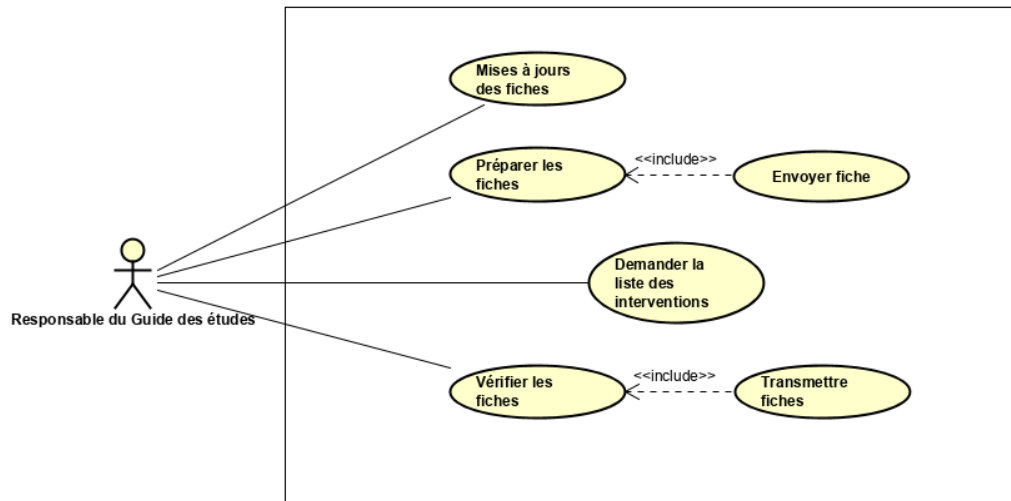 Mises à jours
des fiches
Préparer les
fiches
<<include>>
Envoyer fiche
Demander la
liste des
interventions
Responsable du Guide des études
Vérifier les
fiches
<<include>>
Transmettre
fiches